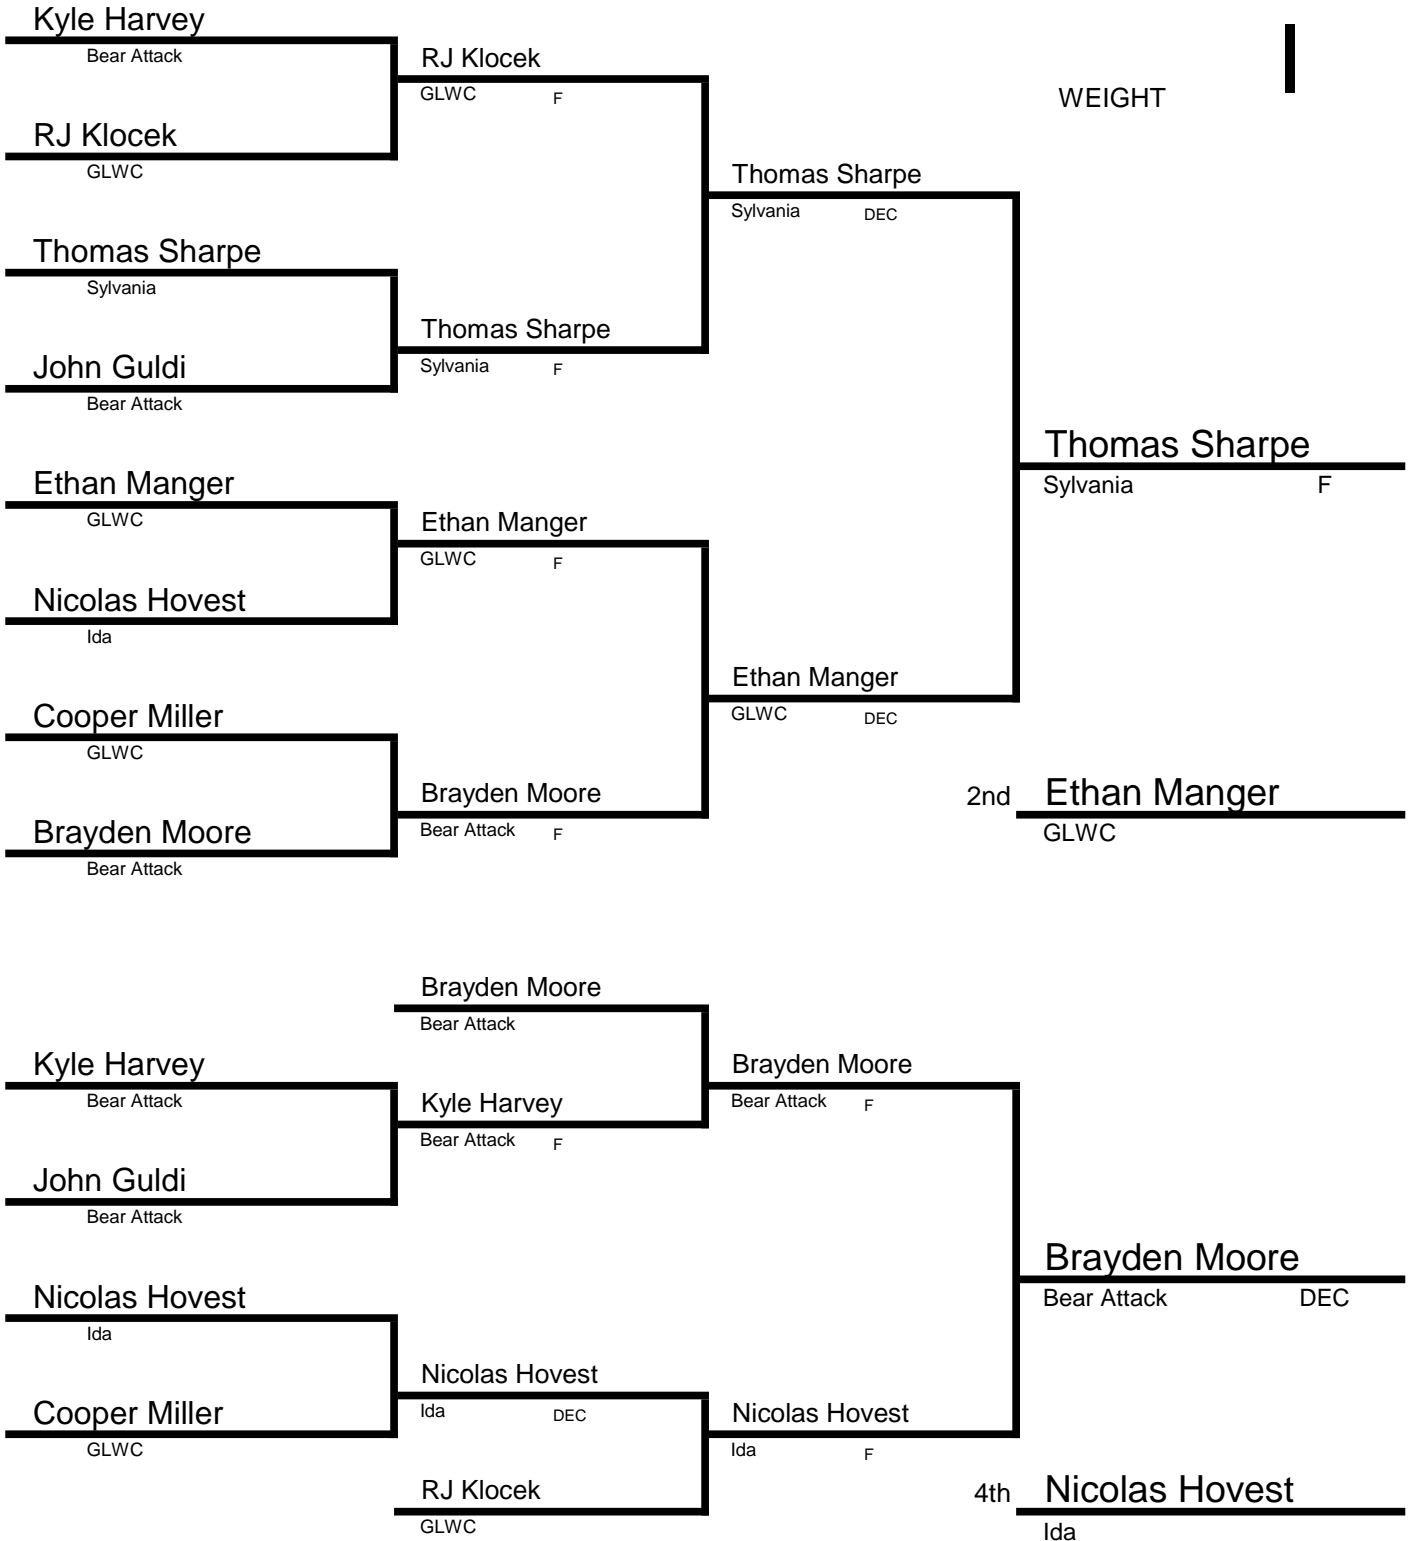 Kyle Harvey
Bear Attack
RJ Klocek
GLWC F
I
WEIGHT
RJ Klocek
GLWC
Thomas Sharpe
Sylvania DEC
Thomas Sharpe
Sylvania
Thomas Sharpe
Sylvania F
John Guldi
Bear Attack
Thomas Sharpe
Sylvania F
Ethan Manger
GLWC
Ethan Manger
GLWC F
Nicolas Hovest
Ida
Ethan Manger
GLWC DEC
Cooper Miller
GLWC
Brayden Moore
Bear Attack F
2nd Ethan Manger
GLWC
Brayden Moore
Bear Attack
Brayden Moore
Bear Attack
Kyle Harvey
Bear Attack
Brayden Moore
Bear Attack F
Kyle Harvey
Bear Attack F
John Guldi
Bear Attack
Brayden Moore
Bear Attack DEC
Nicolas Hovest
Ida
Nicolas Hovest
Ida DEC
Cooper Miller
GLWC
Nicolas Hovest
Ida F
RJ Klocek
GLWC
4th Nicolas Hovest
Ida